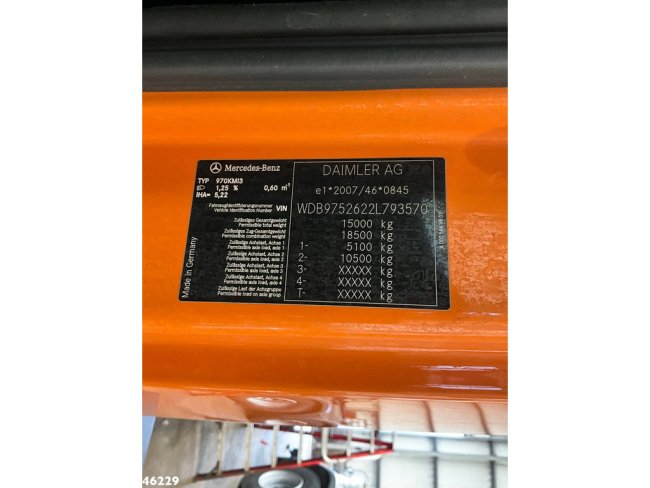 Mercedes-Benz
TYP 970KMI3
1,25 % 0,60 m⁻¹
IHA= 5,22
DAIMLER AG
e1*2007/46*0845
Fahrzeugidentifizierungsnummer
Vehicle Identification Number VIN WDB9752622L793570
Zulässiges Gesamtgewicht
Permissible total weight 15000 kg
Zulässiges Zug-Gesamtgewicht
Permissible combination weight 18500 kg
Zulässige Achslast, Achse 1
Permissible axle load, axle 1 1- 5100 kg
Zulässige Achslast, Achse 2
Permissible axle load, axle 2 2- 10500 kg
Zulässige Achslast, Achse 3
Permissible axle load, axle 3 3- XXXXX kg
Zulässige Achslast, Achse 4
Permissible axle load, axle 4 4- XXXXX kg
Zulässige Last der Achsgruppe
Permissible load on axle group T- XXXXX kg
Made in Germany
46229